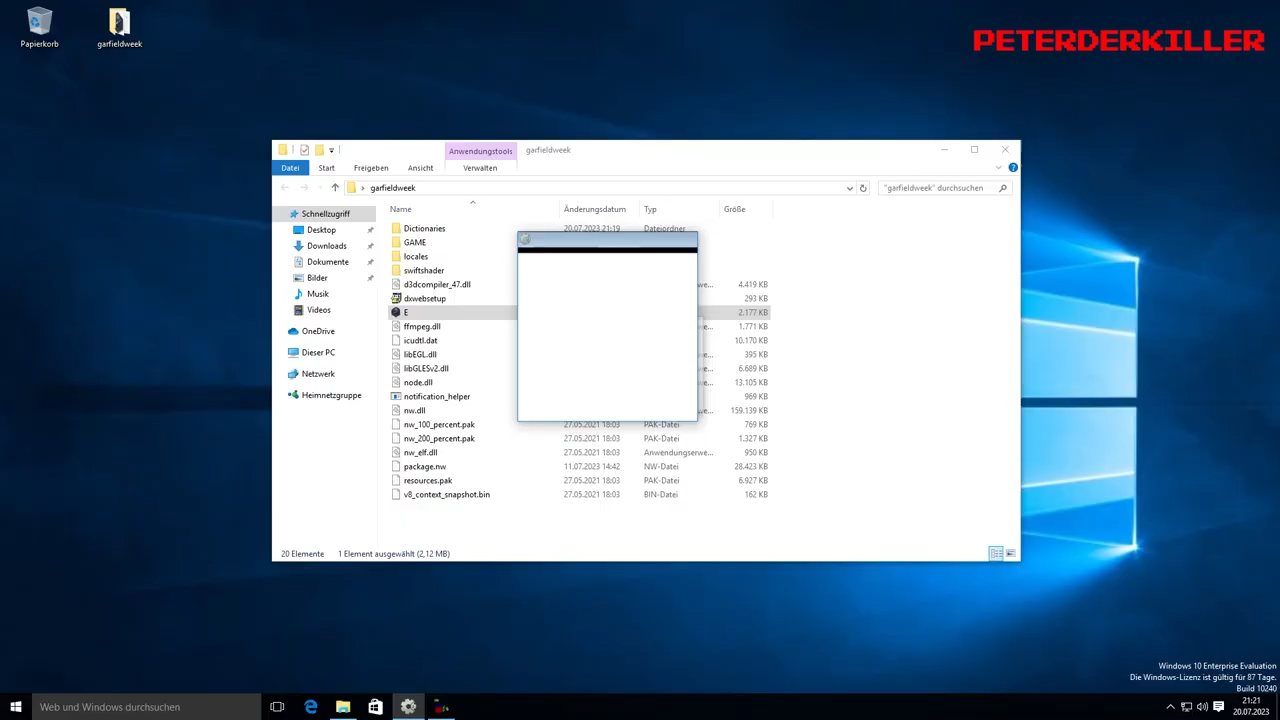 Papierkorb
garfieldweek
PETERDERKILLER
Anwendungstools
garfieldweek
Datei
Start
Freigeben
Ansicht
Verwalten
garfieldweek
"garfieldweek" durchsuchen
Schnellzugriff
Desktop
Downloads
Dokumente
Bilder
Musik
Videos
OneDrive
Dieser PC
Netzwerk
Heimnetzgruppe
Name Änderungsdatum Typ Größe
Dictionaries 20.07.2023 21:19 Dateiordner
GAME
locales
swiftshader
d3dcompiler_47.dll 4.419 KB
dxwebsetup 293 KB
E 2.177 KB
ffmpeg.dll 1.771 KB
icudtl.dat 10.170 KB
libEGL.dll 395 KB
libGLESv2.dll 6.689 KB
node.dll 13.105 KB
notification_helper 969 KB
nw.dll 159.139 KB
nw_100_percent.pak 27.05.2021 18:03 PAK-Datei 769 KB
nw_200_percent.pak 27.05.2021 18:03 PAK-Datei 1.327 KB
nw_elf.dll 27.05.2021 18:03 Anwendungserwe... 950 KB
package.nw 11.07.2023 14:42 NW-Datei 28.423 KB
resources.pak 27.05.2021 18:03 PAK-Datei 6.927 KB
v8_context_snapshot.bin 27.05.2021 18:03 BIN-Datei 162 KB
20 Elemente 1 Element ausgewählt (2,12 MB)
Windows 10 Enterprise Evaluation
Die Windows-Lizenz ist gültig für 87 Tage.
Build 10240
Web und Windows durchsuchen
21:21
20.07.2023